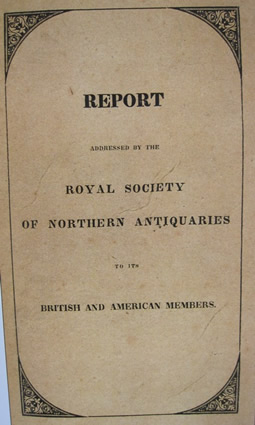 REPORT
ADDRESSED BY THE
ROYAL SOCIETY
OF NORTHERN ANTIQUARIES
TO ITS
BRITISH AND AMERICAN MEMBERS.